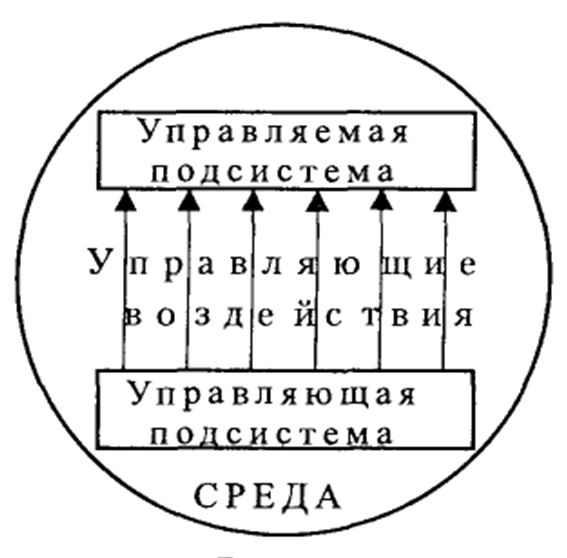 Управляемая
подсистема
Управляющие
воздействия
Управляющая
подсистема
СРЕДА